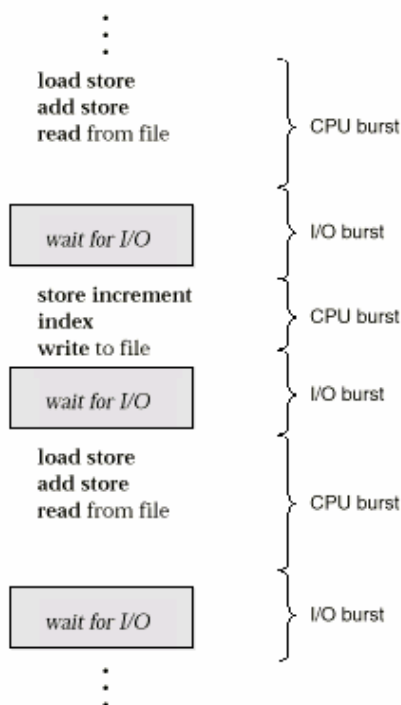 load store
add store
read from file
CPU burst
wait for I/O
I/O burst
store increment
index
write to file
CPU burst
wait for I/O
I/O burst
load store
add store
read from file
CPU burst
wait for I/O
I/O burst